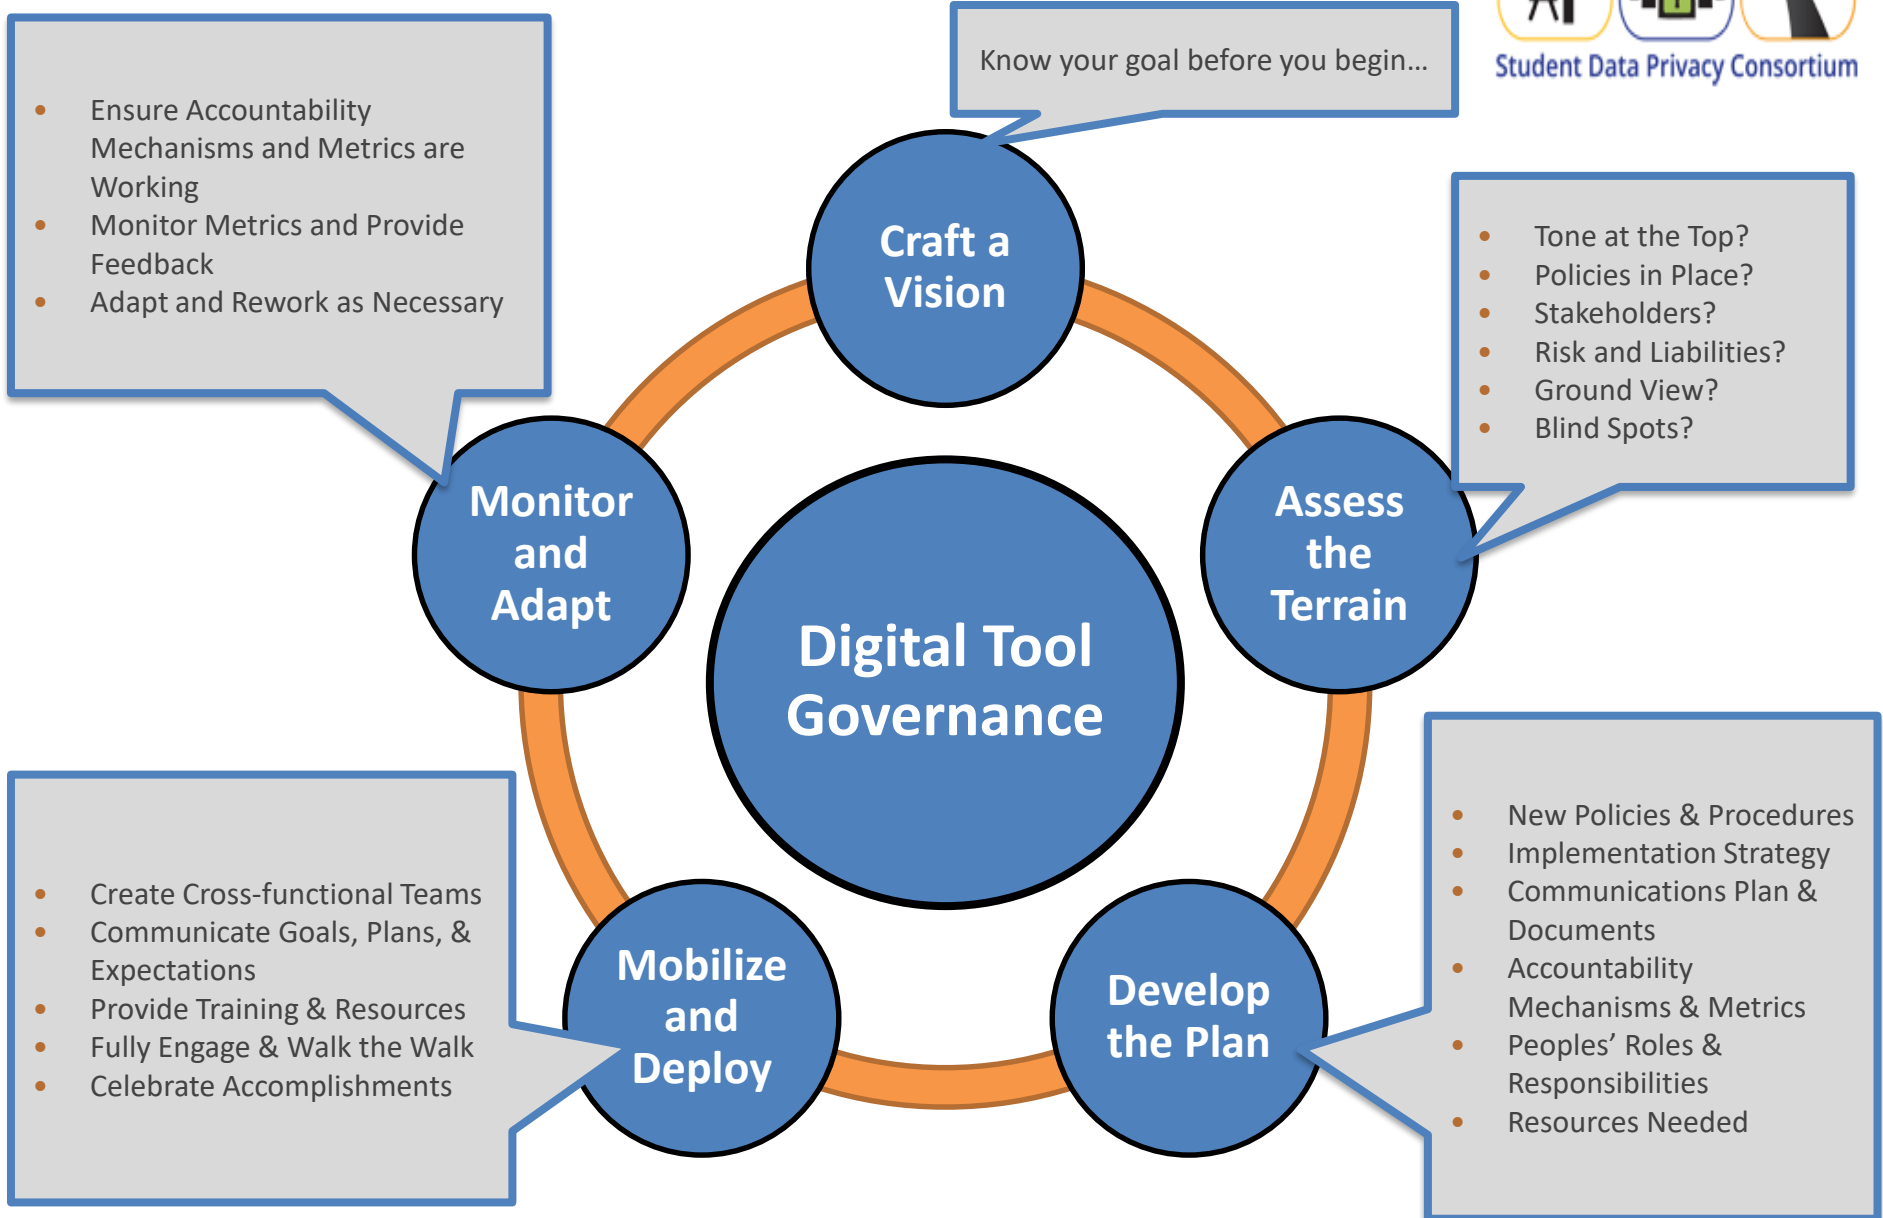 Know your goal before you begin…
Student Data Privacy Consortium
Craft a
Vision
• Tone at the Top?
• Policies in Place?
• Stakeholders?
• Risk and Liabilities?
• Ground View?
• Blind Spots?
Assess
the
Terrain
• New Policies & Procedures
• Implementation Strategy
• Communications Plan &
Documents
• Accountability
Mechanisms & Metrics
• Peoples’ Roles &
Responsibilities
• Resources Needed
Develop
the Plan
• Create Cross-functional Teams
• Communicate Goals, Plans, &
Expectations
• Provide Training & Resources
• Fully Engage & Walk the Walk
• Celebrate Accomplishments
Mobilize
and
Deploy
• Ensure Accountability
Mechanisms and Metrics are
Working
• Monitor Metrics and Provide
Feedback
• Adapt and Rework as Necessary
Monitor
and
Adapt
Digital Tool
Governance